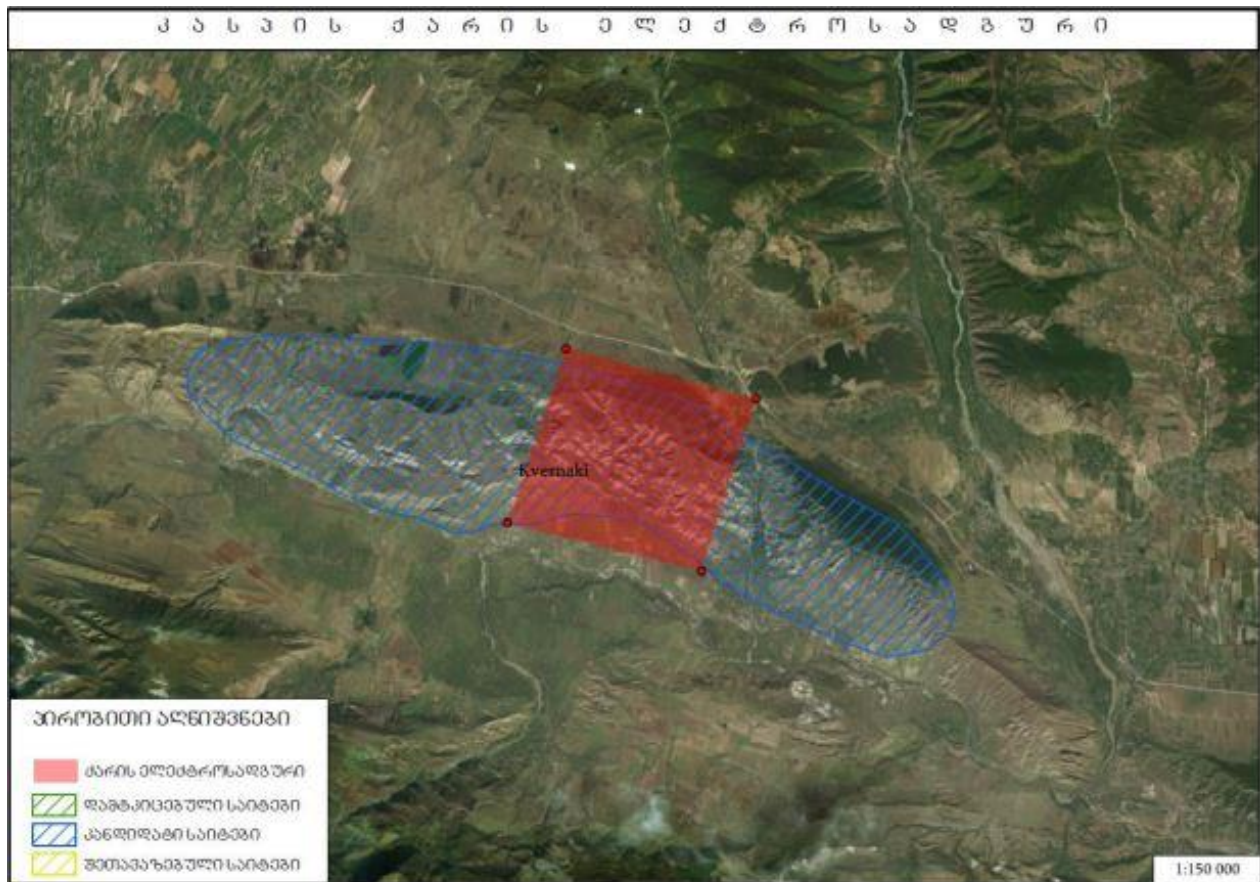 კასპის ქარის ელექტროსადგური
Kvernaki
პირობითი აღნიშვნები
ქარის ელექტროსადგური
დამტკიცებული საიტები
კანდიდატი საიტები
შეთავაზებული საიტები
1:150 000